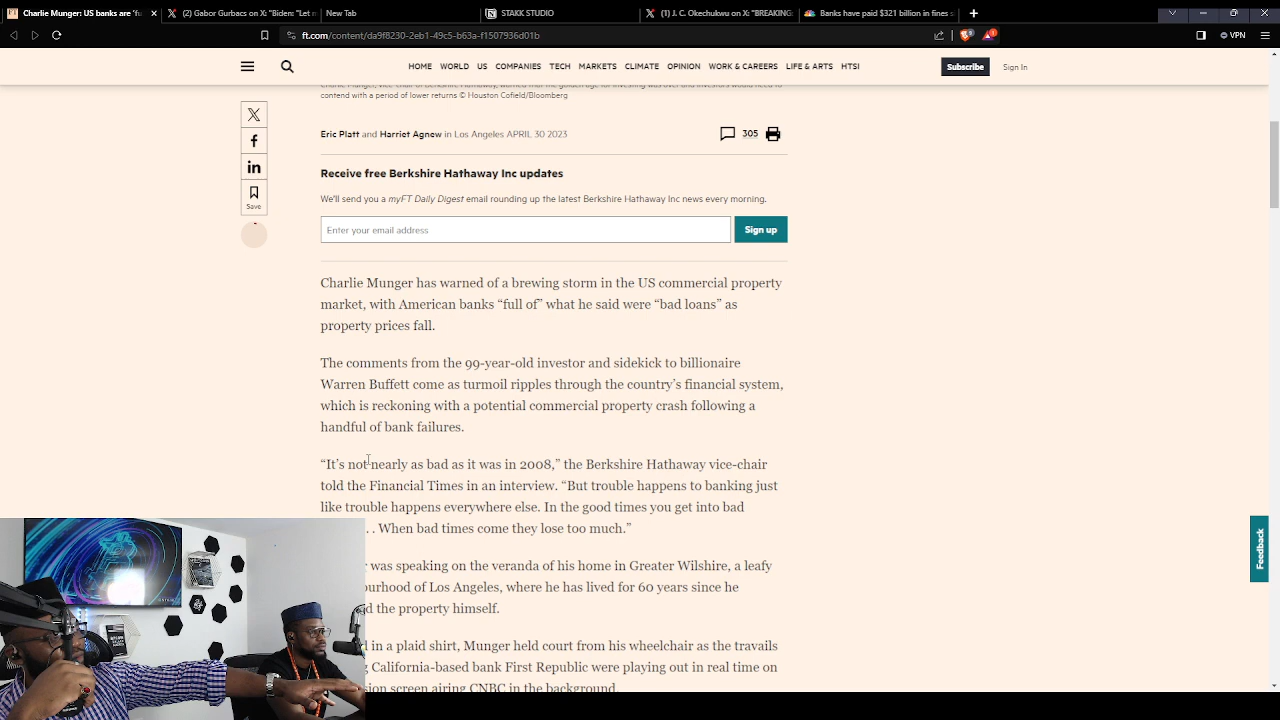 Charlie Munger: US banks are 'fu
(2) Gabor Gurbacs on X: "Biden: "Let m
New Tab
STAKK STUDIO
(1) J. C. Okechukwu on X: "BREAKING:
Banks have paid $321 billion in fines s
ft.com/content/da9f8230-2eb1-49c5-b63a-f1507936d01b
VPN
HOME WORLD US COMPANIES TECH MARKETS CLIMATE OPINION WORK & CAREERS LIFE & ARTS HTSI
Subscribe
Sign In
contend with a period of lower returns © Houston Cofield/Bloomberg
Eric Platt and Harriet Agnew in Los Angeles APRIL 30 2023
305
Save
Receive free Berkshire Hathaway Inc updates
We'll send you a myFT Daily Digest email rounding up the latest Berkshire Hathaway Inc news every morning.
Enter your email address
Sign up
Charlie Munger has warned of a brewing storm in the US commercial property
market, with American banks “full of” what he said were “bad loans” as
property prices fall.
The comments from the 99-year-old investor and sidekick to billionaire
Warren Buffett come as turmoil ripples through the country’s financial system,
which is reckoning with a potential commercial property crash following a
handful of bank failures.
“It’s not nearly as bad as it was in 2008,” the Berkshire Hathaway vice-chair
told the Financial Times in an interview. “But trouble happens to banking just
like trouble happens everywhere else. In the good times you get into bad
. . When bad times come they lose too much.”
was speaking on the veranda of his home in Greater Wilshire, a leafy
ourhood of Los Angeles, where he has lived for 60 years since he
d the property himself.
in a plaid shirt, Munger held court from his wheelchair as the travails
g California-based bank First Republic were playing out in real time on
sion screen airing CNBC in the background.
Feedback